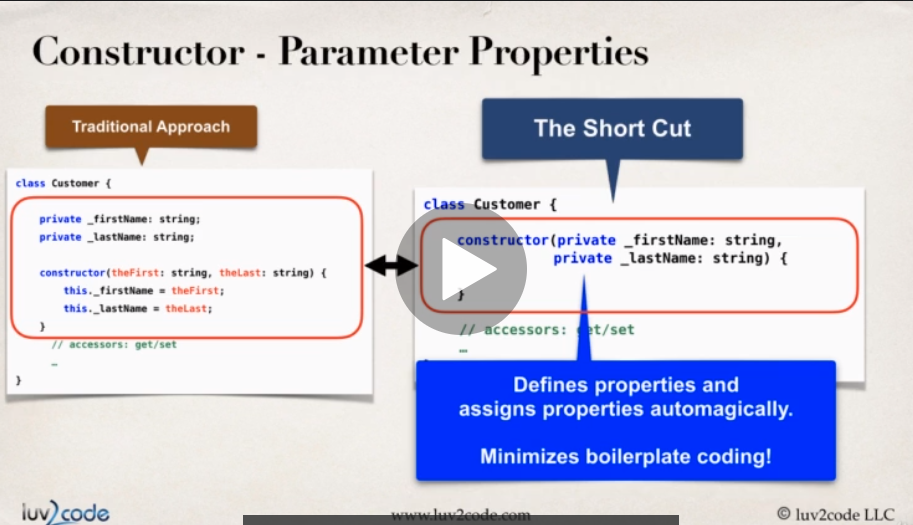 Constructor - Parameter Properties
Traditional Approach
class Customer {
private _firstName: string;
private _lastName: string;
constructor(theFirst: string, theLast: string) {
this._firstName = theFirst;
this._lastName = theLast;
}
// accessors: get/set
…
}
The Short Cut
class Customer {
constructor(private _firstName: string,
private _lastName: string) {
}
// accessors: get/set
…
Defines properties and
assigns properties automagically.
Minimizes boilerplate coding!
luv2code
www.luv2code.com
© luv2code LLC